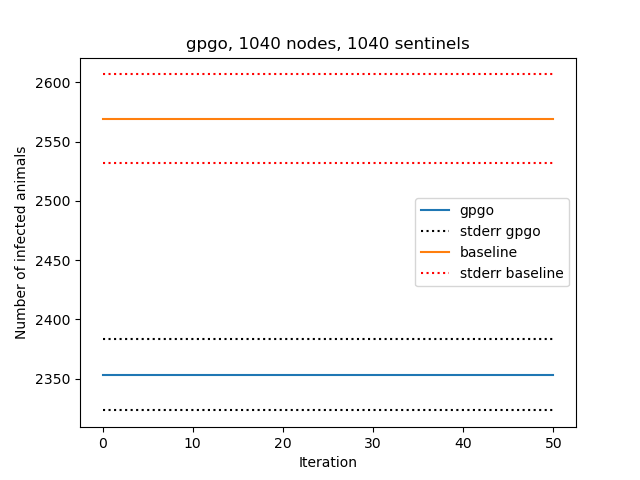 gpgo, 1040 nodes, 1040 sentinels
Number of infected animals
2600
2550
2500
2450
2400
2350
gpgo
stderr gpgo
baseline
stderr baseline
0 10 20 30 40 50
Iteration